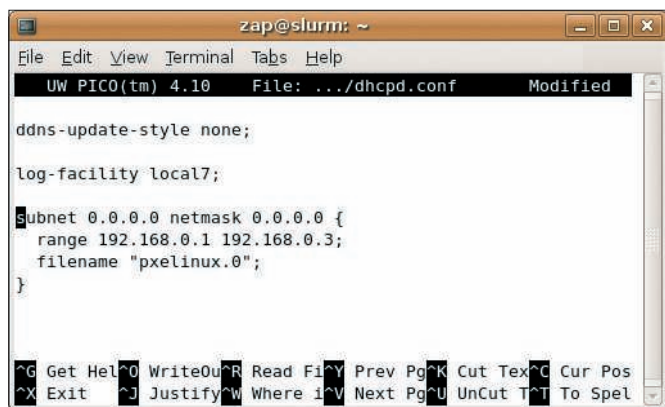 zap@slurm: ~
File Edit View Terminal Tabs Help
UW PICO(tm) 4.10 File: .../dhcpd.conf Modified
ddns-update-style none;
log-facility local7;
subnet 0.0.0.0 netmask 0.0.0.0 {
range 192.168.0.1 192.168.0.3;
filename "pxelinux.0";
}
^G Get Hel^O WriteOu^R Read Fi^Y Prev Pg^K Cut Tex^C Cur Pos
^X Exit ^J Justify^W Where i^V Next Pg^U UnCut T^T To Spel